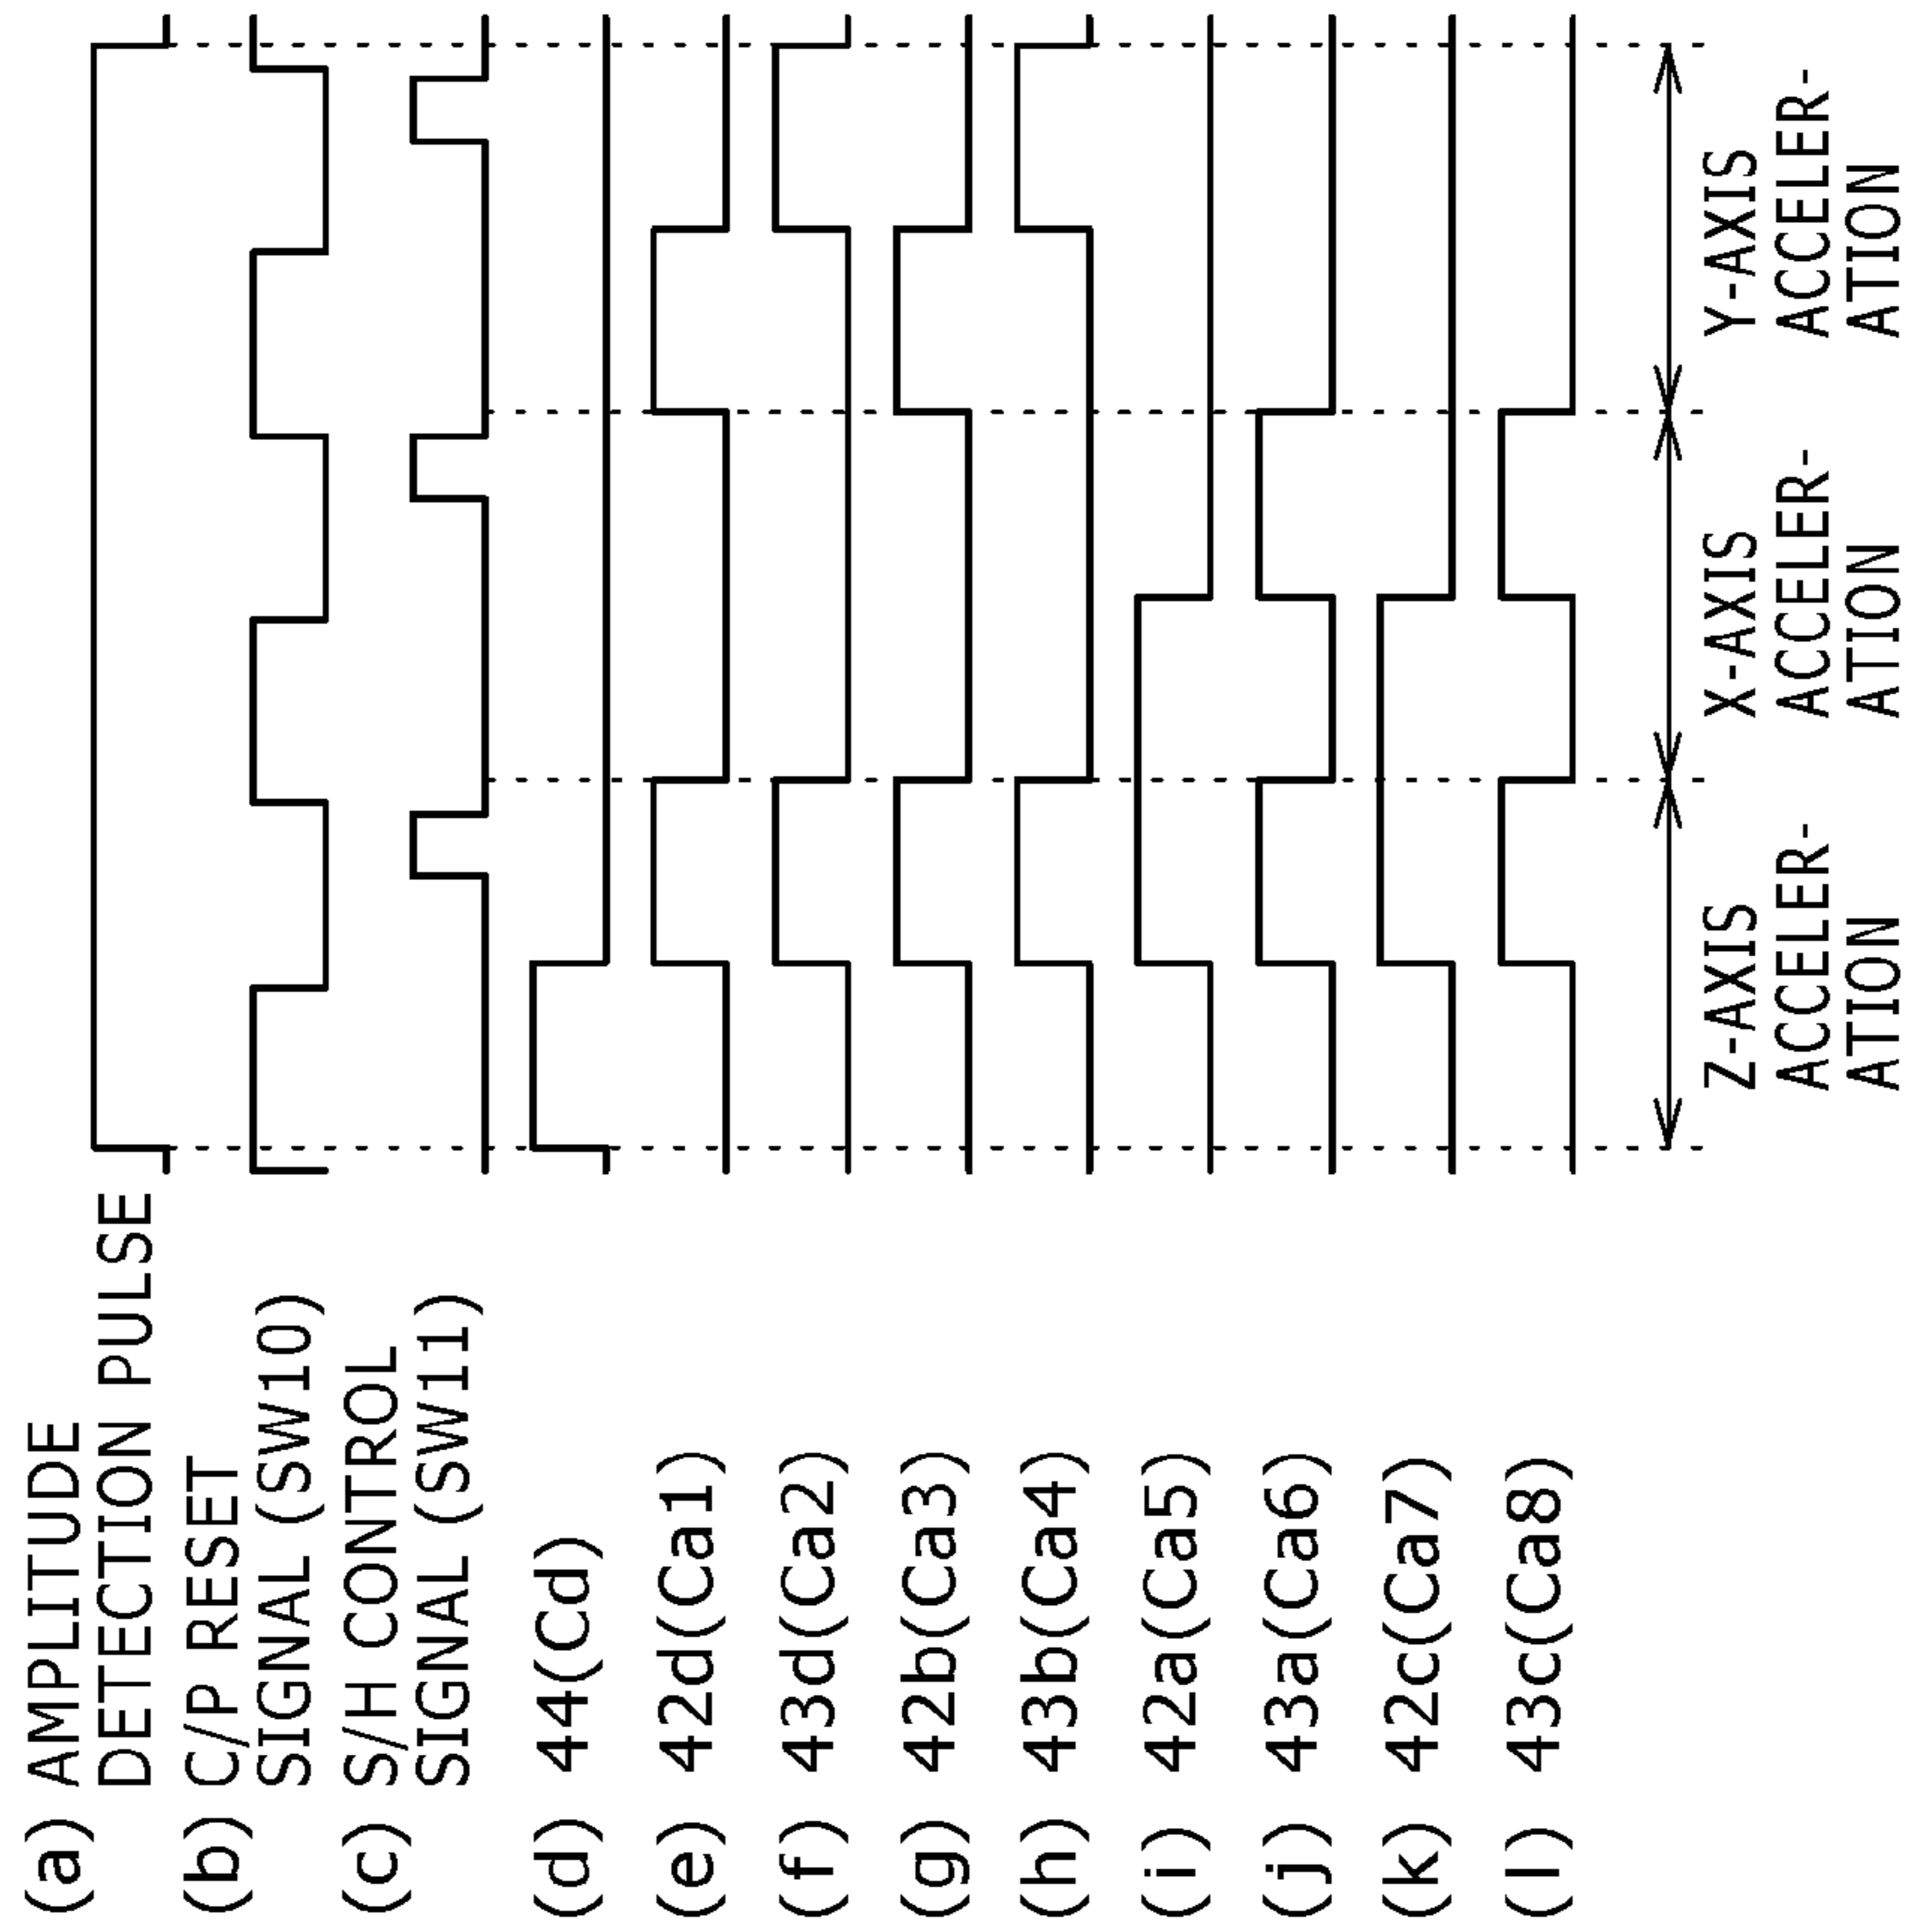 (a) AMPLITUDE
DETECTION PULSE
(b) C/P RESET
SIGNAL (SW10)
(c) S/H CONTROL
SIGNAL (SW11)
(d) 44(Cd)
(e) 42d(Ca1)
(f) 43d(Ca2)
(g) 42b(Ca3)
(h) 43b(Ca4)
(i) 42a(Ca5)
(j) 43a(Ca6)
(k) 42c(Ca7)
(l) 43c(Ca8)
Z-AXIS
ACCELER-
ATION
X-AXIS
ACCELER-
ATION
Y-AXIS
ACCELER-
ATION